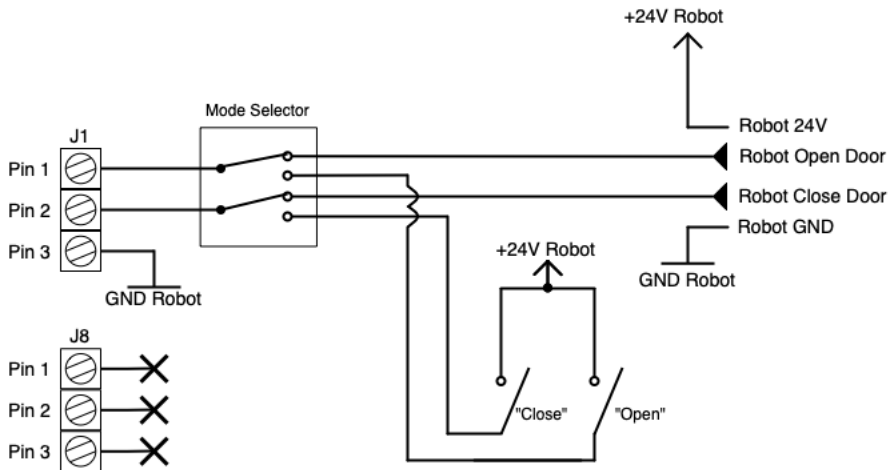 +24V Robot
Mode Selector
J1
Robot 24V
Pin 1
Robot Open Door
Pin 2
Robot Close Door
Pin 3
Robot GND
+24V Robot
GND Robot
GND Robot
J8
Pin 1
Pin 2
"Close"
"Open"
Pin 3